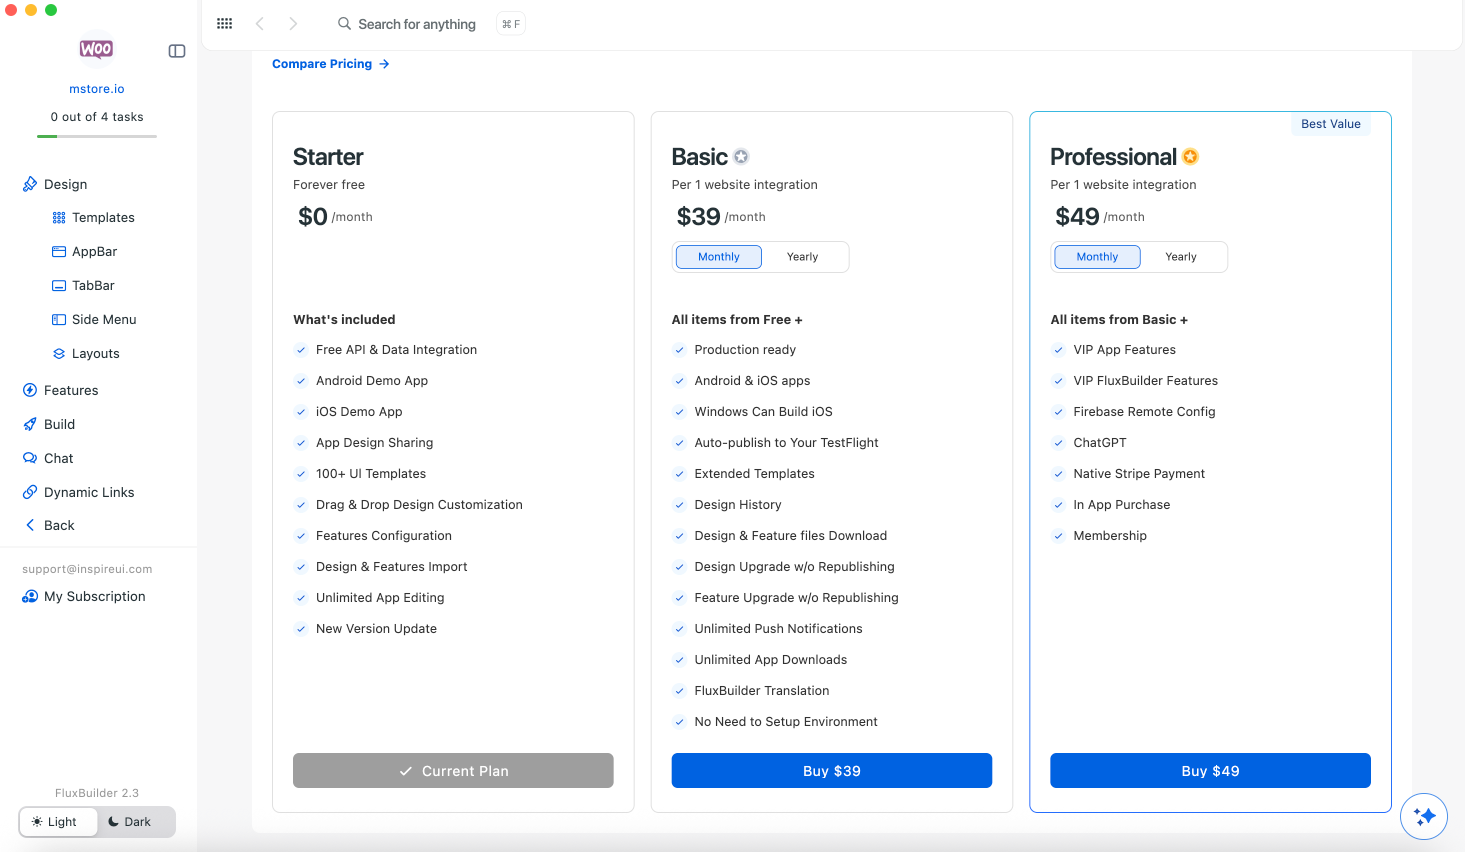 Search for anything
⌘ F
WOO
mstore.io
0 out of 4 tasks
Design
Templates
AppBar
TabBar
Side Menu
Layouts
Features
Build
Chat
Dynamic Links
Back
support@inspireui.com
My Subscription
FluxBuilder 2.3
Light
Dark
Compare Pricing
Starter
Forever free
$0 /month
What's included
Free API & Data Integration
Android Demo App
iOS Demo App
App Design Sharing
100+ UI Templates
Drag & Drop Design Customization
Features Configuration
Design & Features Import
Unlimited App Editing
New Version Update
Current Plan
Basic
Per 1 website integration
$39 /month
Monthly
Yearly
All items from Free +
Production ready
Android & iOS apps
Windows Can Build iOS
Auto-publish to Your TestFlight
Extended Templates
Design History
Design & Feature files Download
Design Upgrade w/o Republishing
Feature Upgrade w/o Republishing
Unlimited Push Notifications
Unlimited App Downloads
FluxBuilder Translation
No Need to Setup Environment
Buy $39
Best Value
Professional
Per 1 website integration
$49 /month
Monthly
Yearly
All items from Basic +
VIP App Features
VIP FluxBuilder Features
Firebase Remote Config
ChatGPT
Native Stripe Payment
In App Purchase
Membership
Buy $49